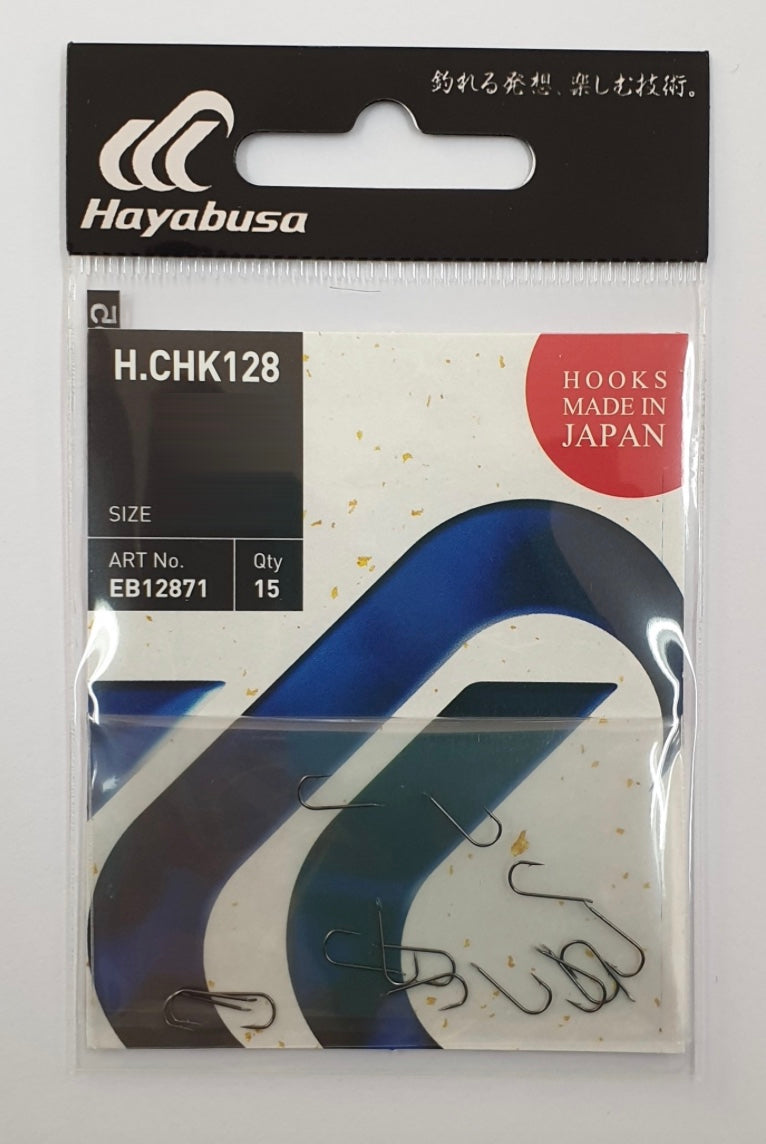 釣れる発想、楽しむ技術。
Hayabusa
H.CHK128
HOOKS
MADE IN
JAPAN
SIZE
ART No.
EB12871
Qty
15